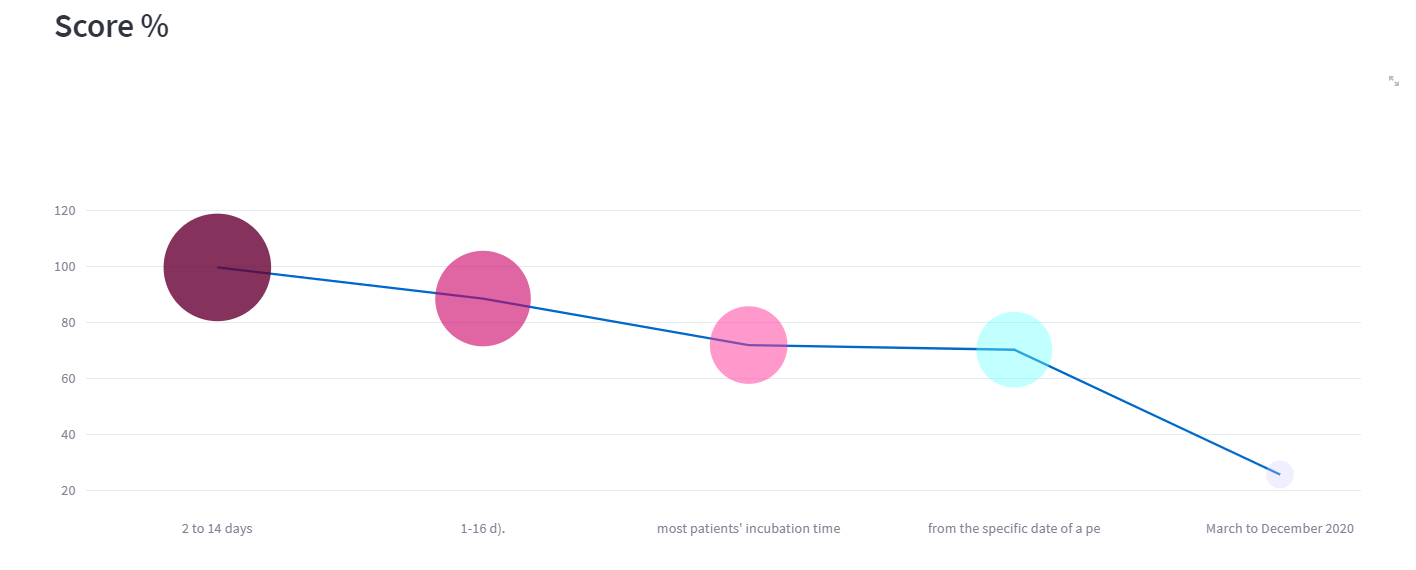 Score %
120
100
80
60
40
20
2 to 14 days
1-16 d).
most patients' incubation time
from the specific date of a pe
March to December 2020